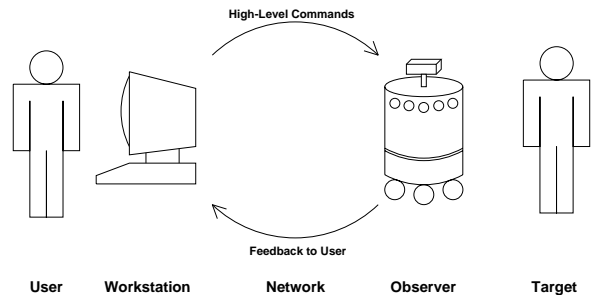 High-Level Commands
Feedback to User
User Workstation Network Observer Target